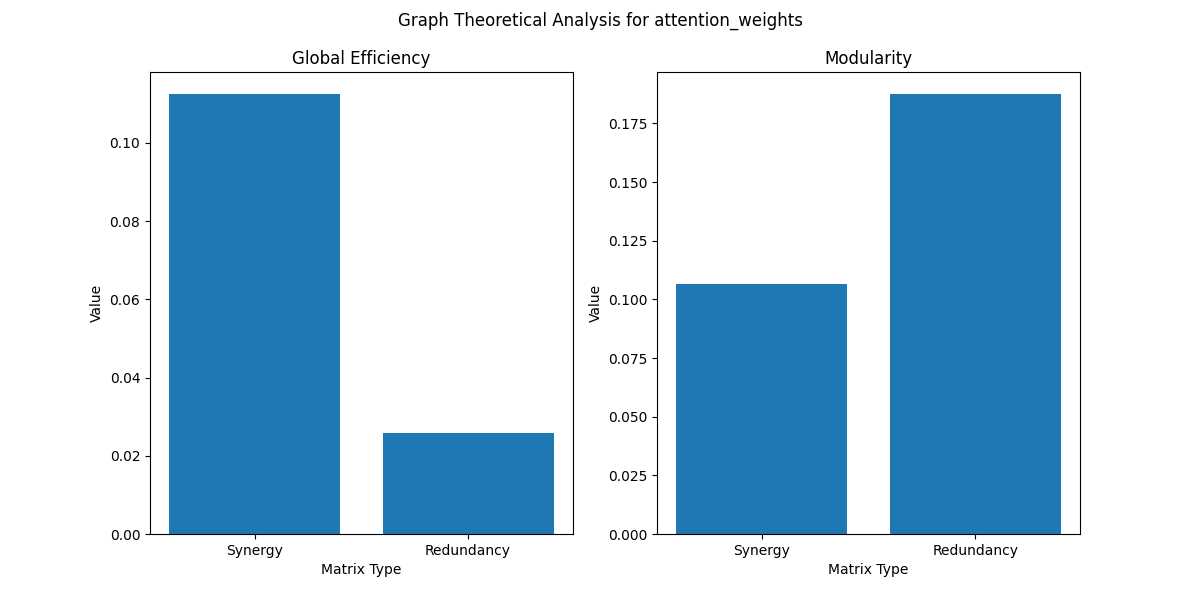 Graph Theoretical Analysis for attention_weights
Global Efficiency
0.10
0.08
0.06
0.04
0.02
0.00
Value
Synergy
Redundancy
Matrix Type
Modularity
0.175
0.150
0.125
0.100
0.075
0.050
0.025
0.000
Value
Synergy
Redundancy
Matrix Type